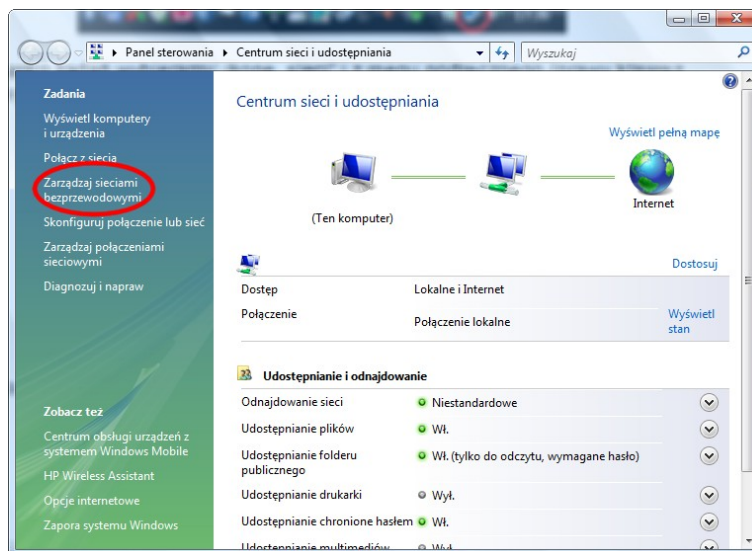 Panel sterowania ▸ Centrum sieci i udostępniania
Wyszukaj
Zadania
Wyświetl komputery
i urządzenia
Połącz z siecią
Zarządzaj sieciami
bezprzewodowymi
Skonfiguruj połączenie lub sieć
Zarządzaj połączeniami
sieciowymi
Diagnozuj i napraw
Zobacz też
Centrum obsługi urządzeń z
systemem Windows Mobile
HP Wireless Assistant
Opcje internetowe
Zapora systemu Windows
Centrum sieci i udostępniania
Wyświetl pełną mapę
(Ten komputer)
Internet
Dostosuj
Dostęp Lokalne i Internet
Połączenie Połączenie lokalne Wyświetl
stan
Udostępnianie i odnajdowanie
Odnajdowanie sieci Niestandardowe
Udostępnianie plików Wł.
Udostępnianie folderu Wł. (tylko do odczytu, wymagane hasło)
publicznego
Udostępnianie drukarki Wył.
Udostępnianie chronione hasłem Wł.
Udostępnianie multimediów Wył.